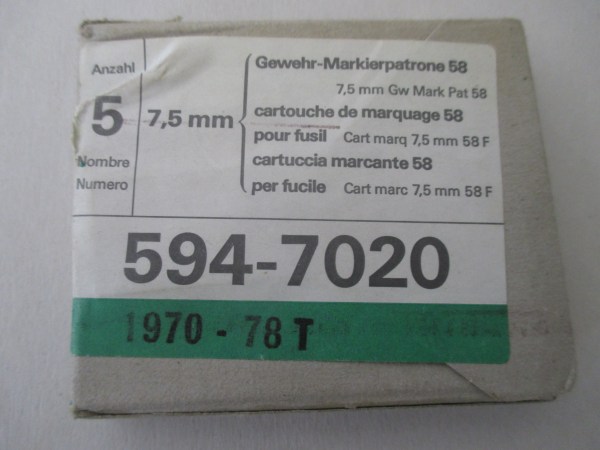 Anzahl
5
Nombre
Numero
7,5 mm
Gewehr-Markierpatrone 58
7,5 mm Gw Mark Pat 58
cartouche de marquage 58
pour fusil Cart marq 7,5 mm 58 F
cartuccia marcante 58
per fucile Cart marc 7,5 mm 58 F
594-7020
1970 - 78 T